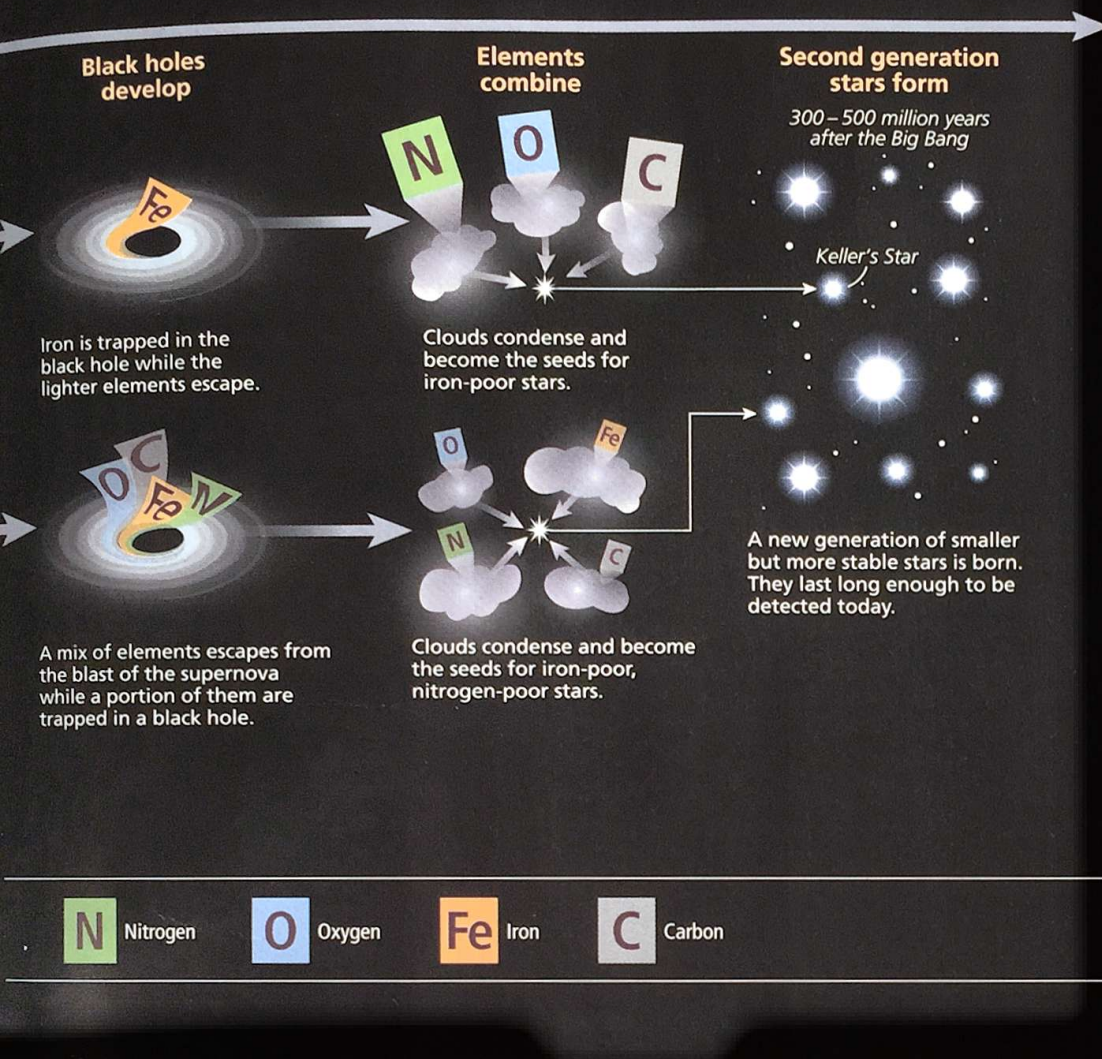 Black holes
develop
Elements
combine
Second generation
stars form
300–500 million years
after the Big Bang
Fe
N
O
C
Keller's Star
Iron is trapped in the
black hole while the
lighter elements escape.
Clouds condense and
become the seeds for
iron-poor stars.
O
C
Fe
N
O
Fe
N
C
A mix of elements escapes from
the blast of the supernova
while a portion of them are
trapped in a black hole.
Clouds condense and become
the seeds for iron-poor,
nitrogen-poor stars.
A new generation of smaller
but more stable stars is born.
They last long enough to be
detected today.
N Nitrogen
O Oxygen
Fe Iron
C Carbon